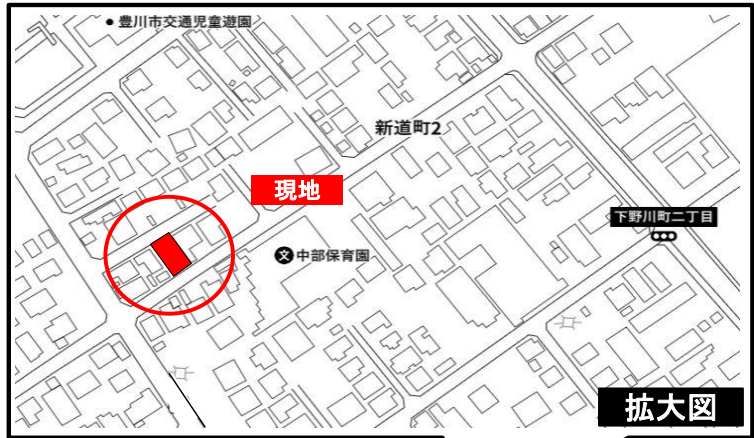 豊川市交通児童遊園
新道町2
現地
下野川町二丁目
文中部保育園
拡大図